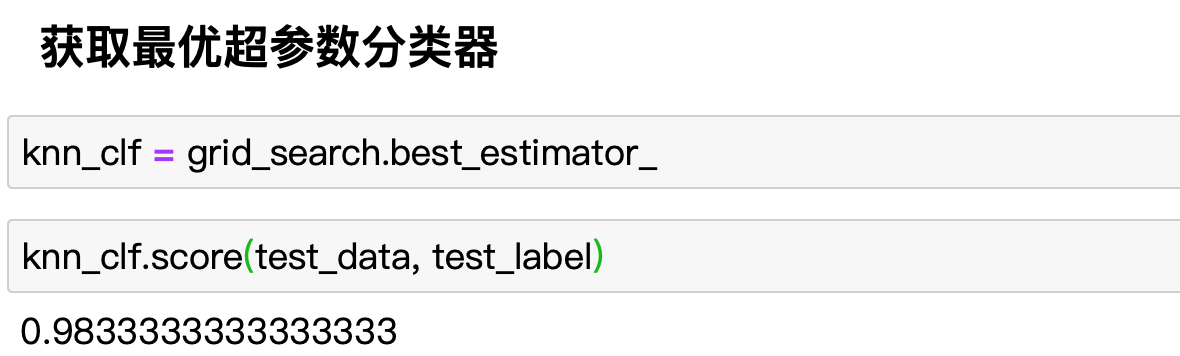 获取最优超参数分类器
knn_clf = grid_search.best_estimator_
knn_clf.score(test_data, test_label)
0.9833333333333333